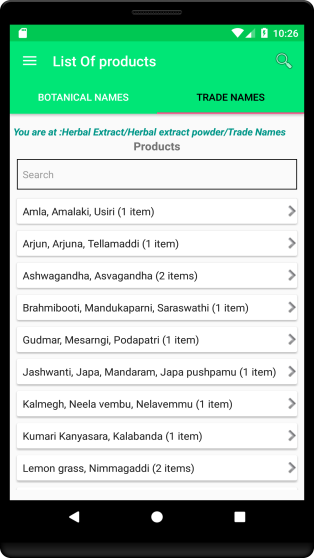 10:26
List Of products
BOTANICAL NAMES
TRADE NAMES
You are at :Herbal Extract/Herbal extract powder/Trade Names
Products
Search
Amla, Amalaki, Usiri (1 item)
Arjun, Arjuna, Tellamaddi (1 item)
Ashwagandha, Asvagandha (2 items)
Brahmibooti, Mandukaparni, Saraswathi (1 item)
Gudmar, Mesarngi, Podapatri (1 item)
Jashwanti, Japa, Mandaram, Japa pushpamu (1 item)
Kalmegh, Neela vembu, Nelavemmu (1 item)
Kumari Kanyasara, Kalabanda (1 item)
Lemon grass, Nimmagaddi (2 items)